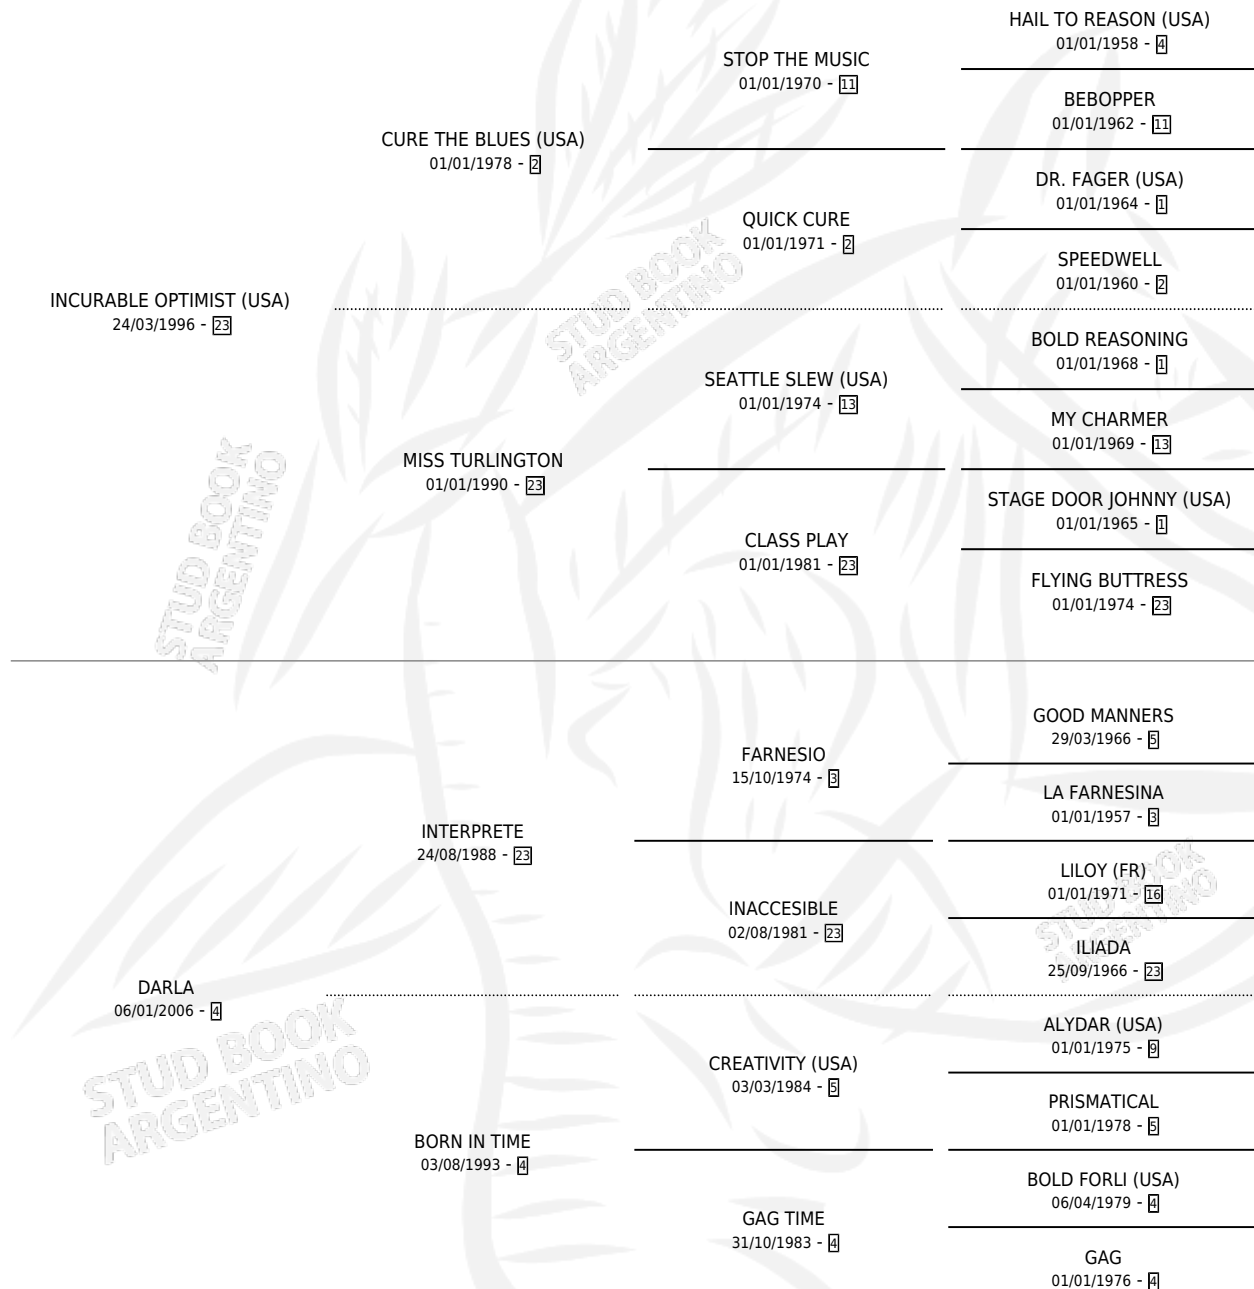 HAIL TO REASON (USA)
01/01/1958 - 4
STOP THE MUSIC
01/01/1970 - 11
BEBOPPER
01/01/1962 - 11
CURE THE BLUES (USA)
01/01/1978 - 2
DR. FAGER (USA)
01/01/1964 - 1
QUICK CURE
01/01/1971 - 2
SPEEDWELL
01/01/1960 - 2
INCURABLE OPTIMIST (USA)
24/03/1996 - 23
BOLD REASONING
01/01/1968 - 1
SEATTLE SLEW (USA)
01/01/1974 - 13
MY CHARMER
01/01/1969 - 13
MISS TURLINGTON
01/01/1990 - 23
STAGE DOOR JOHNNY (USA)
01/01/1965 - 1
CLASS PLAY
01/01/1981 - 23
FLYING BUTTRESS
01/01/1974 - 23
GOOD MANNERS
29/03/1966 - 5
FARNESIO
15/10/1974 - 3
LA FARNESINA
01/01/1957 - 3
INTERPRETE
24/08/1988 - 23
LILOY (FR)
01/01/1971 - 16
INACCESIBLE
02/08/1981 - 23
ILIADA
25/09/1966 - 23
DARLA
06/01/2006 - 4
ALYDAR (USA)
01/01/1975 - 9
CREATIVITY (USA)
03/03/1984 - 5
PRISMATICAL
01/01/1978 - 5
BORN IN TIME
03/08/1993 - 4
BOLD FORLI (USA)
06/04/1979 - 4
GAG TIME
31/10/1983 - 4
GAG
01/01/1976 - 4
STUD BOOK
ARGENTINO
STUD BOOK
ARGENTINO
STUD BOOK
ARGENTINO
STUD BOOK
ARGENTINO